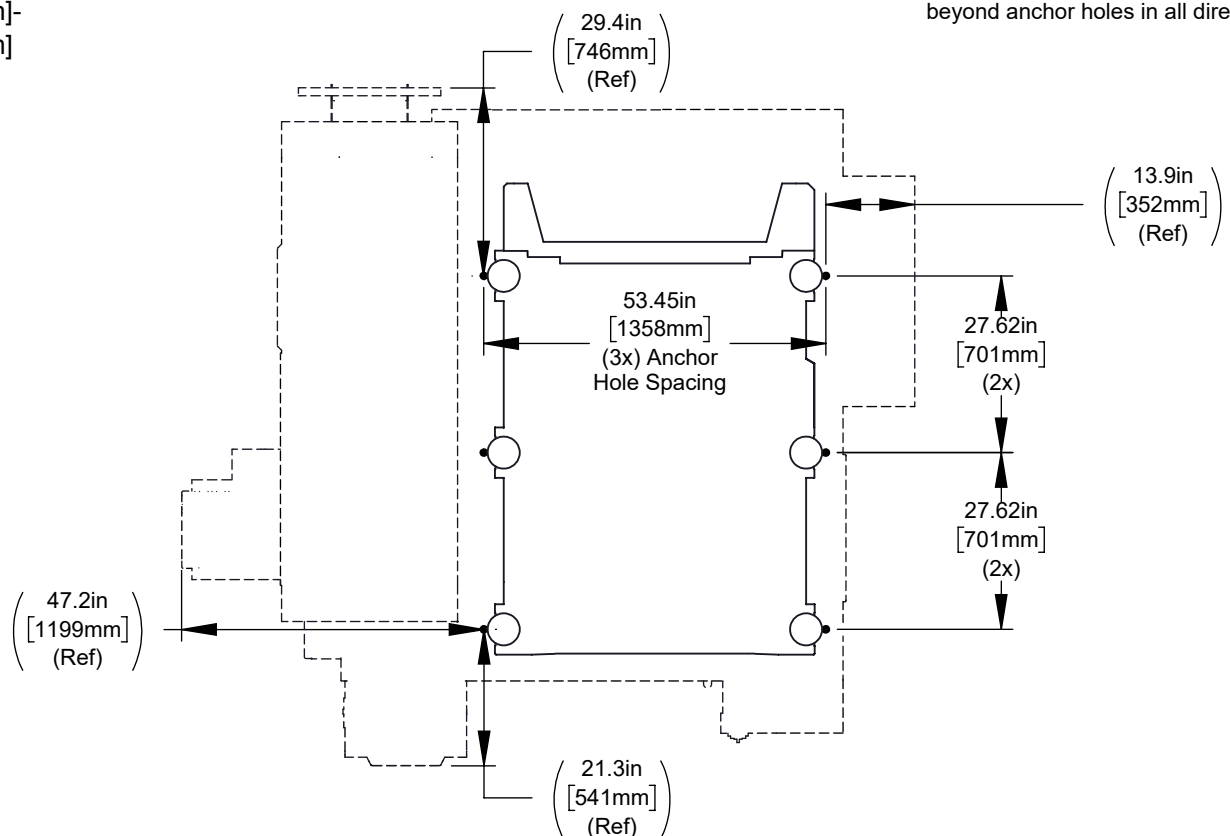 ]-
]
beyond anchor holes in all dire
29.4in
[746mm]
(Ref)
13.9in
[352mm]
(Ref)
53.45in
[1358mm]
(3x) Anchor
Hole Spacing
27.62in
[701mm]
(2x)
27.62in
[701mm]
(2x)
47.2in
[1199mm]
(Ref)
21.3in
[541mm]
(Ref)